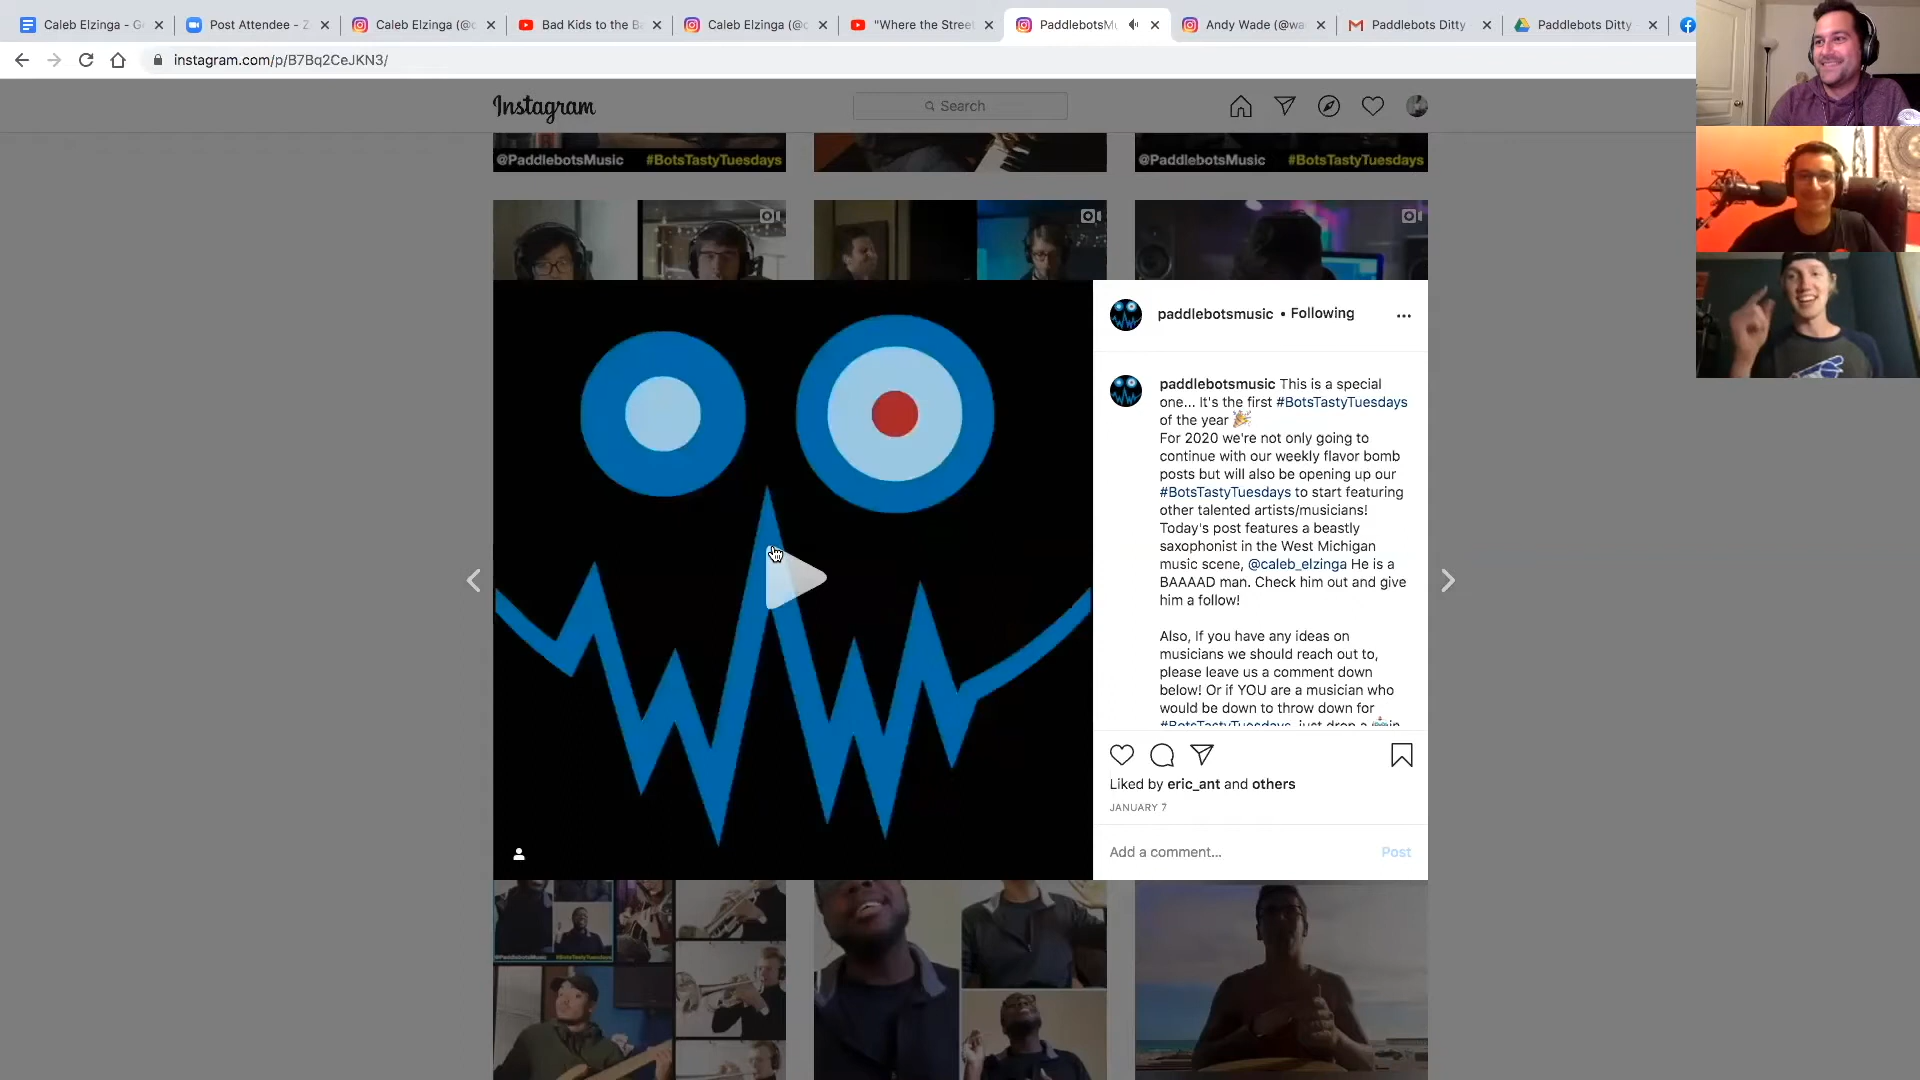 Caleb Elzinga - G
Post Attendee - Z
Caleb Elzinga (@c
Bad Kids to the B
Caleb Elzinga (@c
"Where the Street
PaddlebotsM
Andy Wade (@wa
Paddlebots Ditty
Paddlebots Ditty
instagram.com/p/B7Bq2CeJKN3/
Instagram
Search
@PaddlebotsMusic #BotsTastyTuesdays
@PaddlebotsMusic #BotsTastyTuesdays
paddlebotsmusic • Following
paddlebotsmusic This is a special
one... It's the first #BotsTastyTuesdays
of the year 🎉
For 2020 we're not only going to
continue with our weekly flavor bomb
posts but will also be opening up our
#BotsTastyTuesdays to start featuring
other talented artists/musicians!
Today's post features a beastly
saxophonist in the West Michigan
music scene, @caleb_elzinga He is a
BAAAAD man. Check him out and give
him a follow!
Also, If you have any ideas on
musicians we should reach out to,
please leave us a comment down
below! Or if YOU are a musician who
would be down to throw down for
#BotsTastyTuesdays, just drop a
Liked by eric_ant and others
JANUARY 7
Add a comment...
Post
@PaddlebotsMusic #BotsTastyTuesdays